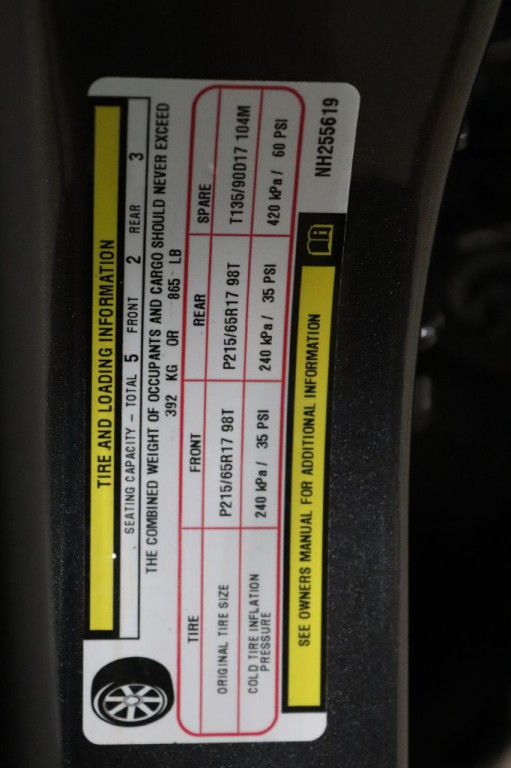 TIRE AND LOADING INFORMATION
SEATING CAPACITY – TOTAL 5 FRONT 2 REAR 3
THE COMBINED WEIGHT OF OCCUPANTS AND CARGO SHOULD NEVER EXCEED
392 KG OR 865 LB
TIRE FRONT REAR SPARE
ORIGINAL TIRE SIZE P215/65R17 98T P215/65R17 98T T135/90D17 104M
COLD TIRE INFLATION
PRESSURE 240 kPa / 35 PSI 240 kPa / 35 PSI 420 kPa / 60 PSI
SEE OWNERS MANUAL FOR ADDITIONAL INFORMATION
NH255619